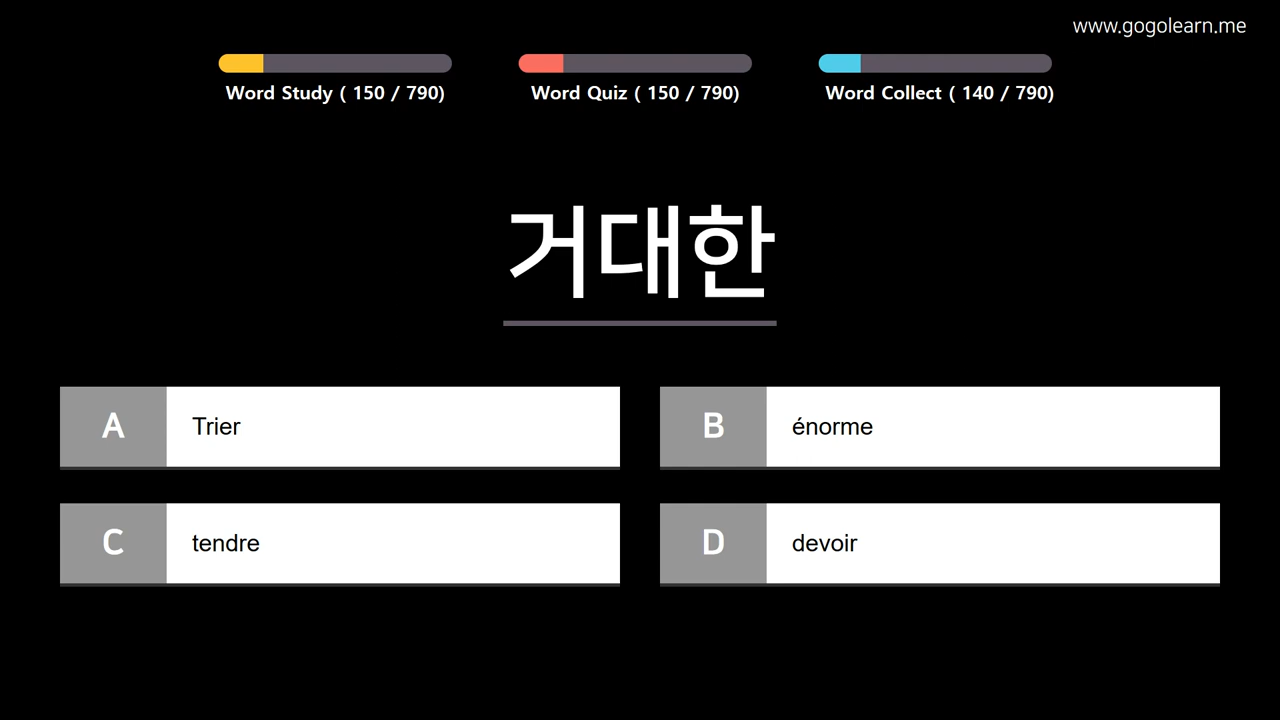 www.gogolearn.me
Word Study ( 150 / 790)
Word Quiz ( 150 / 790)
Word Collect ( 140 / 790)
거대한
A Trier
B énorme
C tendre
D devoir